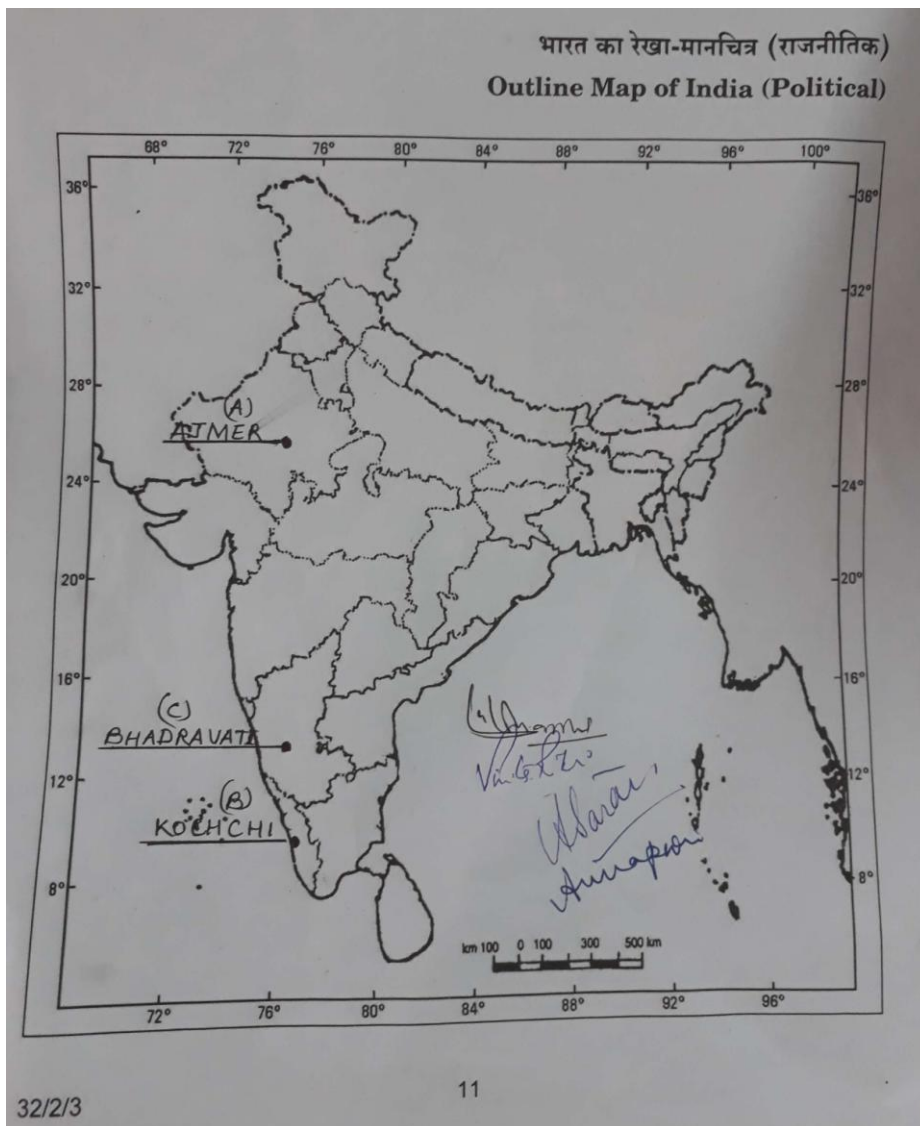 भारत का रेखा-मानचित्र (राजनीतिक)
Outline Map of India (Political)
68° 72° 76° 80° 84° 88° 92° 96° 100°
36° 36°
32° 32°
28° 28°
(A)
AJMER
24° 24°
20° 20°
16° 16°
(C)
BHADRAVATI
12° 12°
(B)
KOCHCHI
8° 8°
km 100 0 100 300 500 km
72° 76° 80° 84° 88° 92° 96°
11
32/2/3